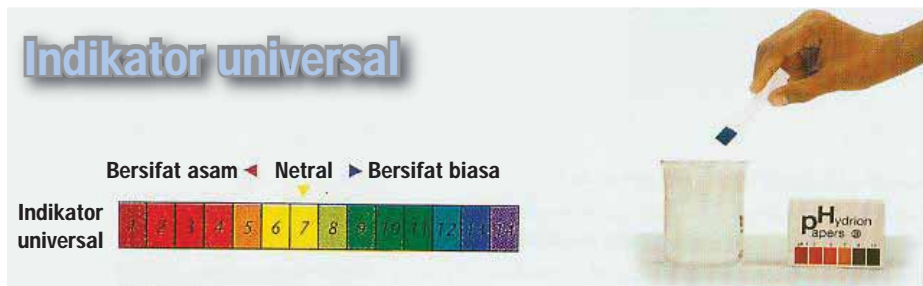 Indikator universal
Bersifat asam ◄ Netral ► Bersifat biasa
Indikator
universal
1 2 3 4 5 6 7 8 9 10 11 12 13 14
pHydrion
papers